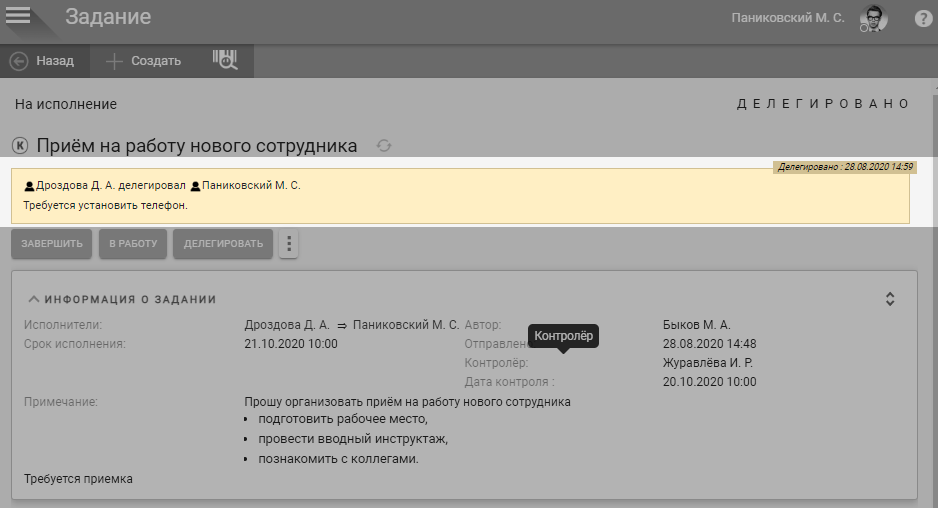 Задание
Паниковский М. С.
?
Назад
Создать
На исполнение
ДЕЛЕГИРОВАНО
К Приём на работу нового сотрудника
Делегировано : 28.08.2020 14:59
Дроздова Д. А. делегировал Паниковский М. С.
Требуется установить телефон.
ЗАВЕРШИТЬ В РАБОТУ ДЕЛЕГИРОВАТЬ
ИНФОРМАЦИЯ О ЗАДАНИИ
Исполнители: Дроздова Д. А. ⇒ Паниковский М. С. Автор: Быков М. А.
Контролёр
Срок исполнения: 21.10.2020 10:00 Отправлено 28.08.2020 14:48
Контролёр: Журавлёва И. Р.
Дата контроля : 20.10.2020 10:00
Примечание: Прошу организовать приём на работу нового сотрудника
• подготовить рабочее место,
• провести вводный инструктаж,
• познакомить с коллегами.
Требуется приемка